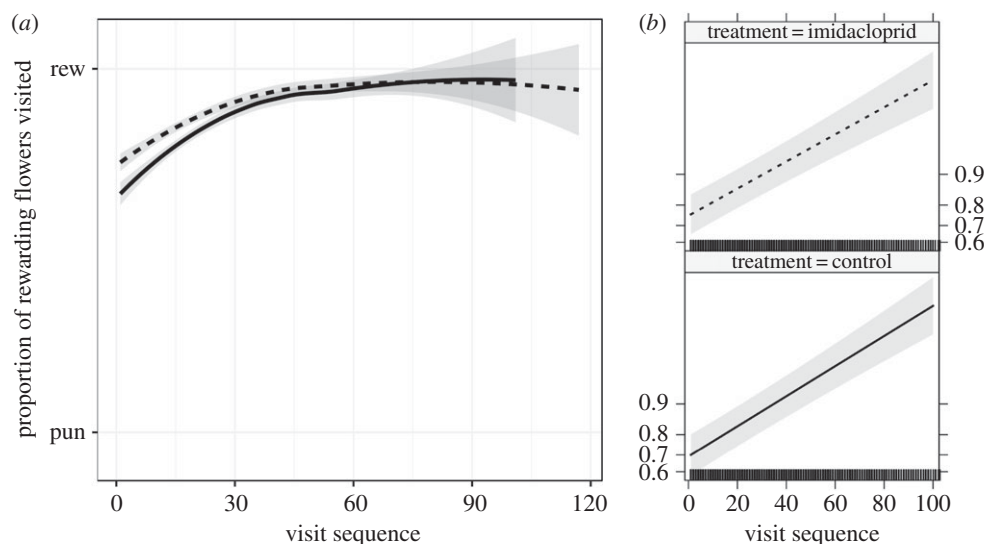 (a)
rew
pun
proportion of rewarding flowers visited
0 30 60 90 120
visit sequence
(b)
treatment = imidacloprid
0.9
0.8
0.7
0.6
treatment = control
0.9
0.8
0.7
0.6
0 20 40 60 80 100
visit sequence